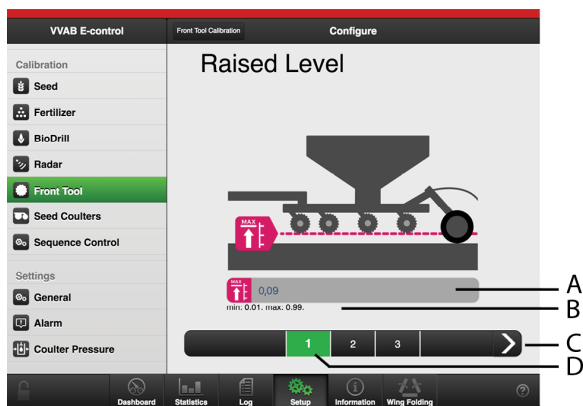 VVAB E-control
Front Tool Calibration
Configure
Calibration
Seed
Fertilizer
BioDrill
Radar
Front Tool
Seed Coulters
Sequence Control
Settings
General
Alarm
Coulter Pressure
Raised Level
MAX
MAX
0,09
min: 0.01. max: 0.99.
1
2
3
A
B
C
D
Dashboard
Statistics
Log
Setup
Information
Wing Folding
?